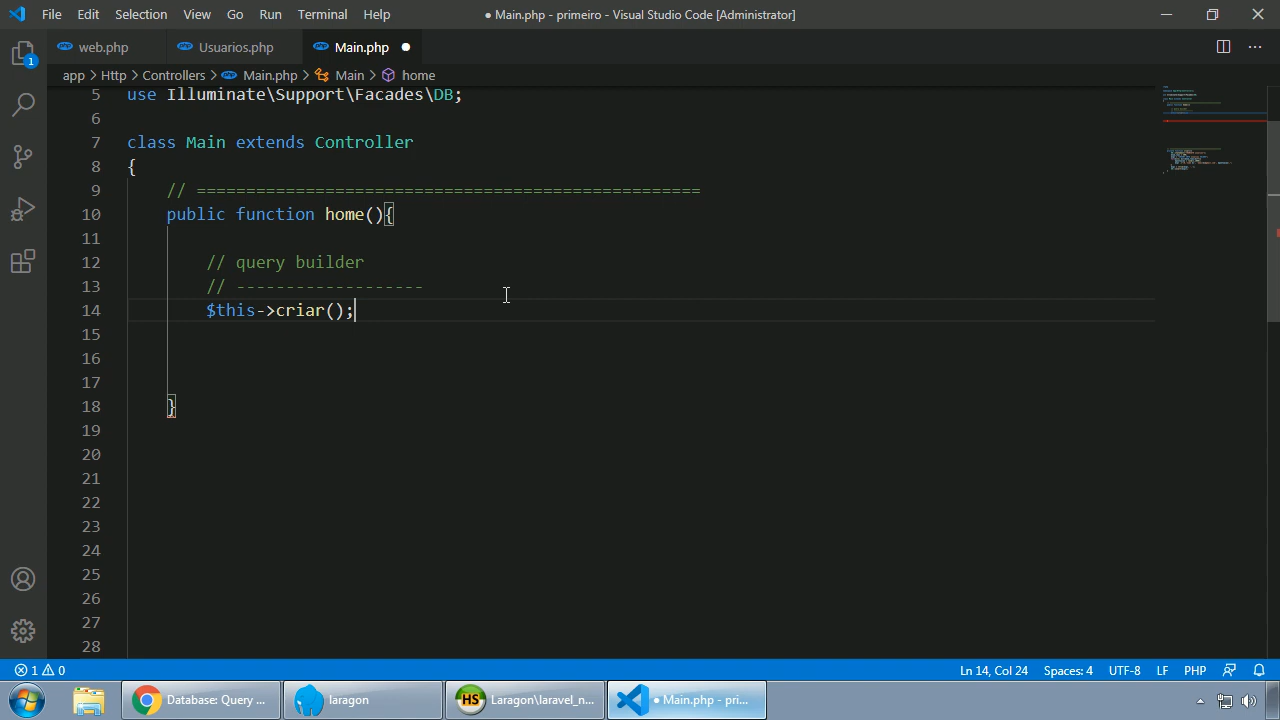 File Edit Selection View Go Run Terminal Help
● Main.php - primeiro - Visual Studio Code [Administrator]
web.php
Usuarios.php
Main.php ●
app > Http > Controllers > Main.php > Main > home
5 use Illuminate\Support\Facades\DB;
6
7 class Main extends Controller
8 {
9 // ===================================================
10 public function home(){
11
12 // query builder
13 // -------------------
14 $this->criar();
15
16
17
18 }
19
20
21
22
23
24
25
26
27
28
1
1 0
Ln 14, Col 24 Spaces: 4 UTF-8 LF PHP
Database: Query ...
laragon
HS Laragon\laravel_n...
● Main.php - pri...